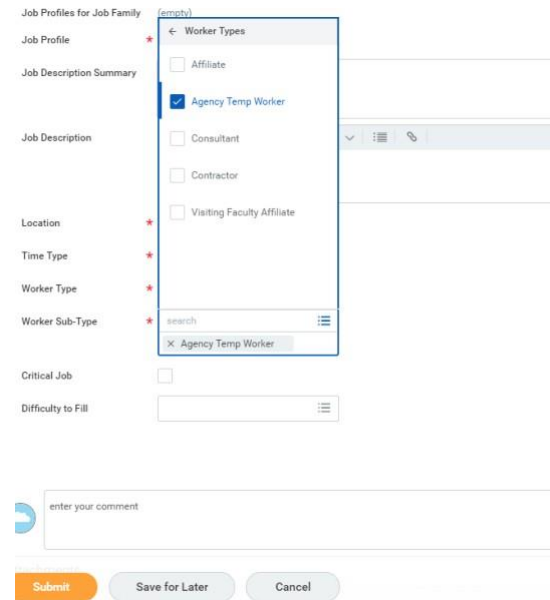 Job Profiles for Job Family (empty)
Job Profile *
← Worker Types
Affiliate
Job Description Summary
Agency Temp Worker
Job Description
Consultant
Contractor
Visiting Faculty Affiliate
Location *
Time Type *
Worker Type *
Worker Sub-Type * search
× Agency Temp Worker
Critical Job
Difficulty to Fill
enter your comment
Submit Save for Later Cancel